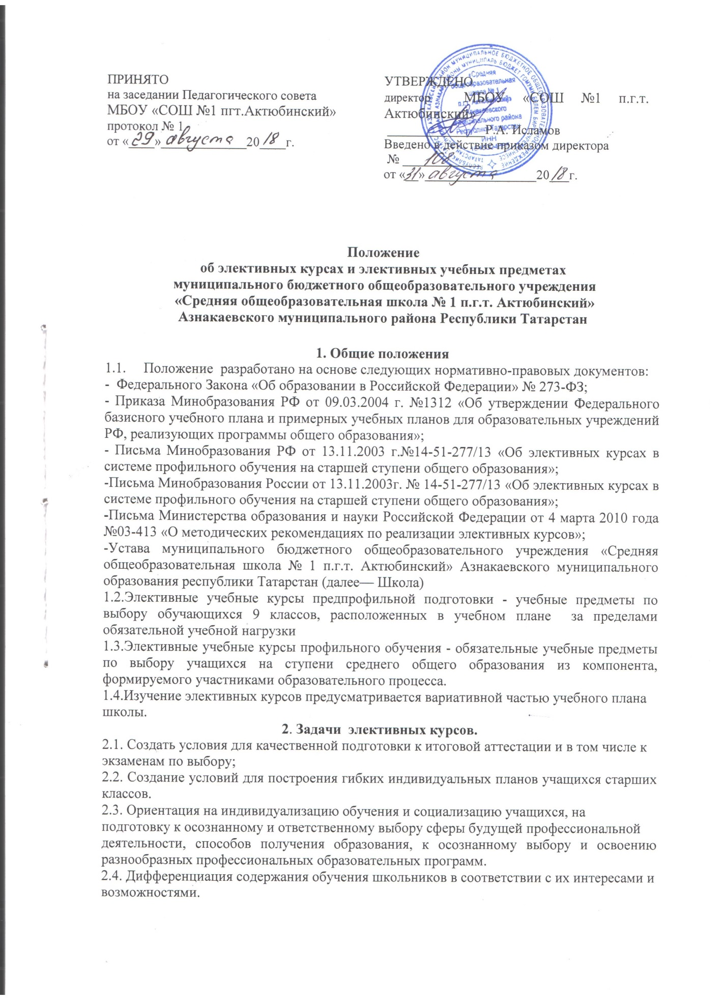 ПРИНЯТО
на заседании Педагогического совета
МБОУ «СОШ №1 пгт.Актюбинский»
протокол № 1
от «29» августа 2018 г.
УТВЕРЖДЕНО
директор МБОУ «СОШ №1 п.г.т.
Актюбинский»
Р.А. Исламов
Введено в действие приказом директора
№ 108
от «31» августа 2018 г.
«Средняя
общеобразовательная
школа № 1
п.г.т. Актюбинский»
Азнакаевского
муниципального района
Республики Татарстан
ИНН
Положение
об элективных курсах и элективных учебных предметах
муниципального бюджетного общеобразовательного учреждения
«Средняя общеобразовательная школа № 1 п.г.т. Актюбинский»
Азнакаевского муниципального района Республики Татарстан
1. Общие положения
1.1. Положение разработано на основе следующих нормативно-правовых документов:
- Федерального Закона «Об образовании в Российской Федерации» № 273-ФЗ;
- Приказа Минобразования РФ от 09.03.2004 г. №1312 «Об утверждении Федерального
базисного учебного плана и примерных учебных планов для образовательных учреждений
РФ, реализующих программы общего образования»;
- Письма Минобразования РФ от 13.11.2003 г.№14-51-277/13 «Об элективных курсах в
системе профильного обучения на старшей ступени общего образования»;
-Письма Минобразования России от 13.11.2003г. № 14-51-277/13 «Об элективных курсах в
системе профильного обучения на старшей ступени общего образования»;
-Письма Министерства образования и науки Российской Федерации от 4 марта 2010 года
№03-413 «О методических рекомендациях по реализации элективных курсов»;
-Устава муниципального бюджетного общеобразовательного учреждения «Средняя
общеобразовательная школа № 1 п.г.т. Актюбинский» Азнакаевского муниципального
образования республики Татарстан (далее— Школа)
1.2.Элективные учебные курсы предпрофильной подготовки - учебные предметы по
выбору обучающихся 9 классов, расположенных в учебном плане за пределами
обязательной учебной нагрузки
1.3.Элективные учебные курсы профильного обучения - обязательные учебные предметы
по выбору учащихся на ступени среднего общего образования из компонента,
формируемого участниками образовательного процесса.
1.4.Изучение элективных курсов предусматривается вариативной частью учебного плана
школы.
2. Задачи элективных курсов.
2.1. Создать условия для качественной подготовки к итоговой аттестации и в том числе к
экзаменам по выбору;
2.2. Создание условий для построения гибких индивидуальных планов учащихся старших
классов.
2.3. Ориентация на индивидуализацию обучения и социализацию учащихся, на
подготовку к осознанному и ответственному выбору сферы будущей профессиональной
деятельности, способов получения образования, к осознанному выбору и освоению
разнообразных профессиональных образовательных программ.
2.4. Дифференциация содержания обучения школьников в соответствии с их интересами и
возможностями.